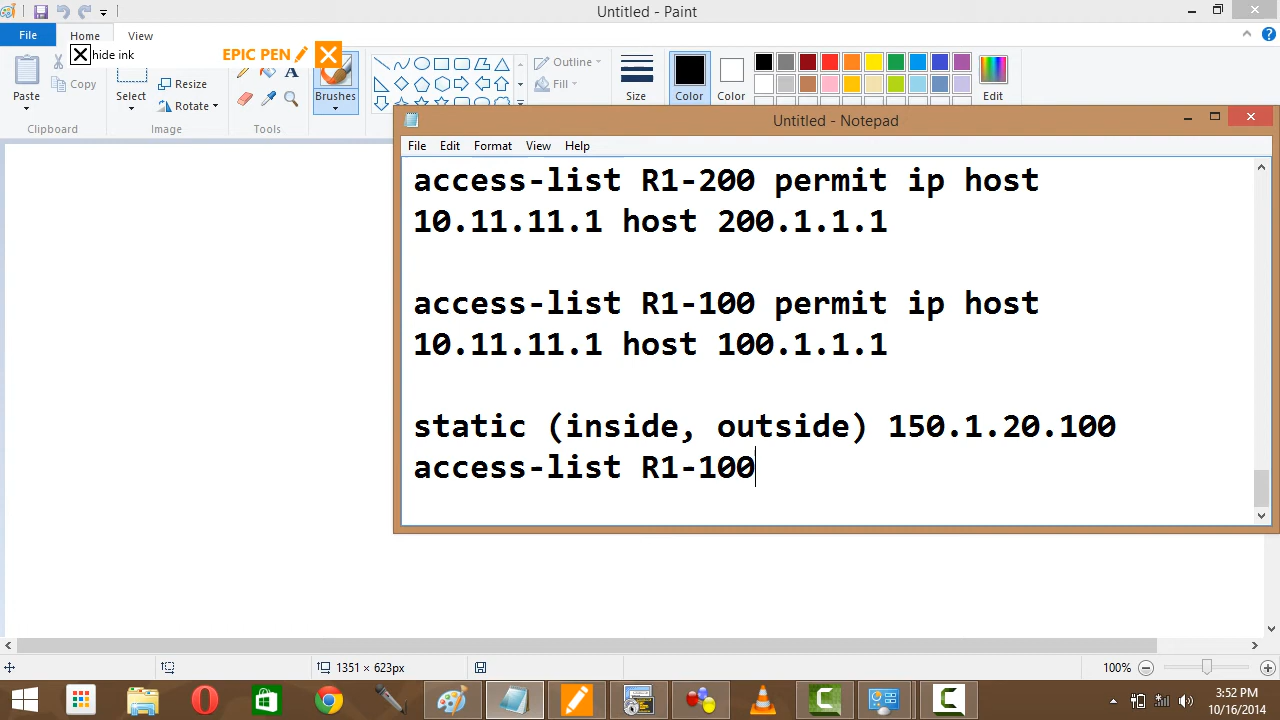 Untitled - Paint
File
Home
View
hide ink
EPIC PEN
Paste
Cut
Copy
Clipboard
Select
Resize
Rotate
Image
Tools
Brushes
Outline
Fill
Size
Color
Color
Edit
Untitled - Notepad
File Edit Format View Help
access-list R1-200 permit ip host
10.11.11.1 host 200.1.1.1
access-list R1-100 permit ip host
10.11.11.1 host 100.1.1.1
static (inside, outside) 150.1.20.100
access-list R1-100
1351 × 623px
100%
3:52 PM
10/16/2014